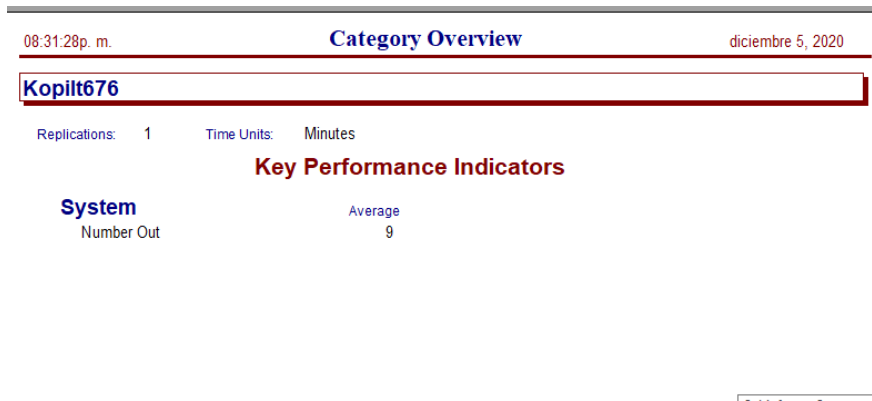 08:31:28p. m. Category Overview diciembre 5, 2020
Kopilt676
Replications: 1 Time Units: Minutes
Key Performance Indicators
System Average
Number Out 9